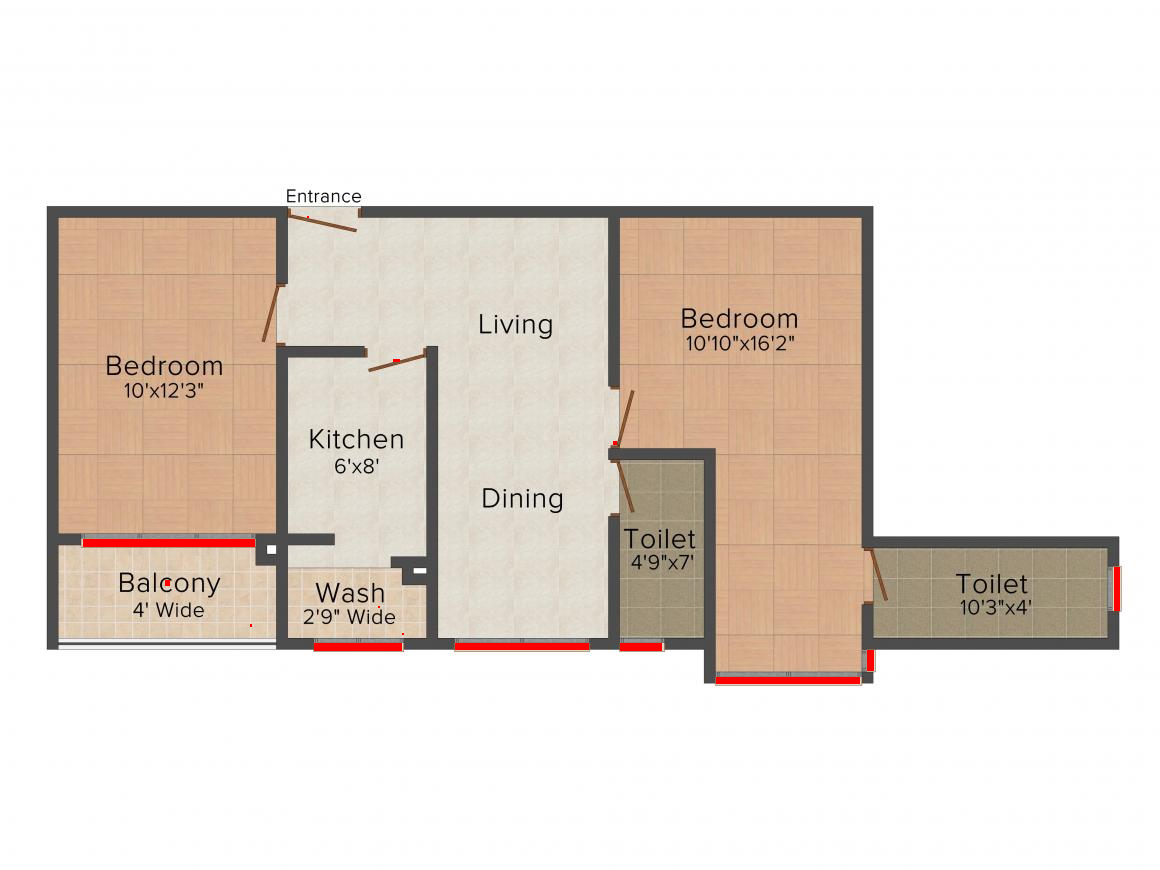 Entrance
Living
Bedroom
10'10"x16'2"
Bedroom
10'x12'3"
Kitchen
6'x8'
Dining
Toilet
4'9"x7'
Balcony
4' Wide
Wash
2'9" Wide
Toilet
10'3"x4'